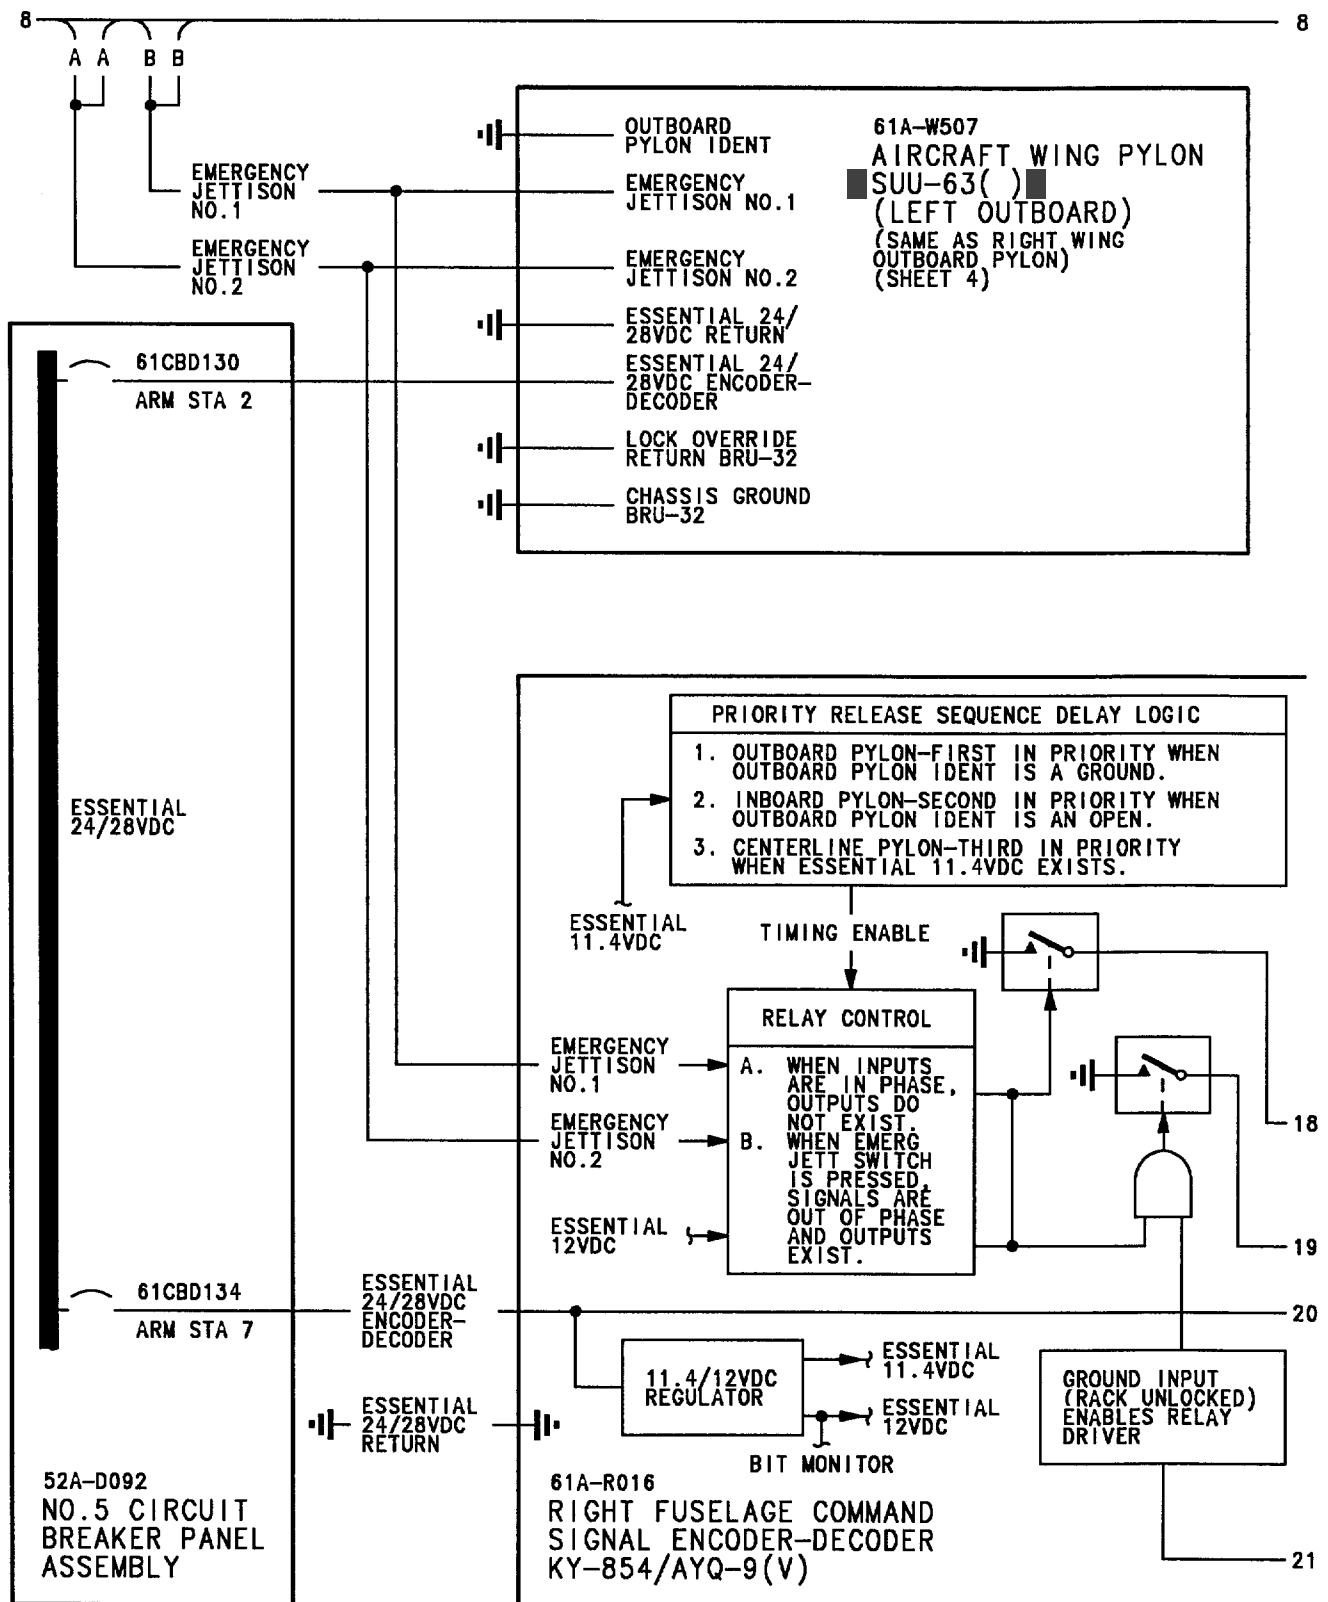 8
8
A A B B
EMERGENCY
JETTISON
NO.1
EMERGENCY
JETTISON
NO.2
OUTBOARD
PYLON IDENT
EMERGENCY
JETTISON NO.1
EMERGENCY
JETTISON NO.2
ESSENTIAL 24/
28VDC RETURN
ESSENTIAL 24/
28VDC ENCODER-
DECODER
LOCK OVERRIDE
RETURN BRU-32
CHASSIS GROUND
BRU-32
61A-W507
AIRCRAFT WING PYLON
SUU-63( )
(LEFT OUTBOARD)
(SAME AS RIGHT WING
OUTBOARD PYLON)
(SHEET 4)
61CBD130
ARM STA 2
ESSENTIAL
24/28VDC
61CBD134
ARM STA 7
52A-D092
NO.5 CIRCUIT
BREAKER PANEL
ASSEMBLY
PRIORITY RELEASE SEQUENCE DELAY LOGIC
1. OUTBOARD PYLON-FIRST IN PRIORITY WHEN
OUTBOARD PYLON IDENT IS A GROUND.
2. INBOARD PYLON-SECOND IN PRIORITY WHEN
OUTBOARD PYLON IDENT IS AN OPEN.
3. CENTERLINE PYLON-THIRD IN PRIORITY
WHEN ESSENTIAL 11.4VDC EXISTS.
ESSENTIAL
11.4VDC
TIMING ENABLE
RELAY CONTROL
A. WHEN INPUTS
ARE IN PHASE,
OUTPUTS DO
NOT EXIST.
B. WHEN EMERG
JETT SWITCH
IS PRESSED,
SIGNALS ARE
OUT OF PHASE
AND OUTPUTS
EXIST.
EMERGENCY
JETTISON
NO.1
EMERGENCY
JETTISON
NO.2
ESSENTIAL
12VDC
18
19
ESSENTIAL
24/28VDC
ENCODER-
DECODER
20
11.4/12VDC
REGULATOR
ESSENTIAL
11.4VDC
ESSENTIAL
12VDC
BIT MONITOR
GROUND INPUT
(RACK UNLOCKED)
ENABLES RELAY
DRIVER
ESSENTIAL
24/28VDC
RETURN
61A-R016
RIGHT FUSELAGE COMMAND
SIGNAL ENCODER-DECODER
KY-854/AYQ-9(V)
21